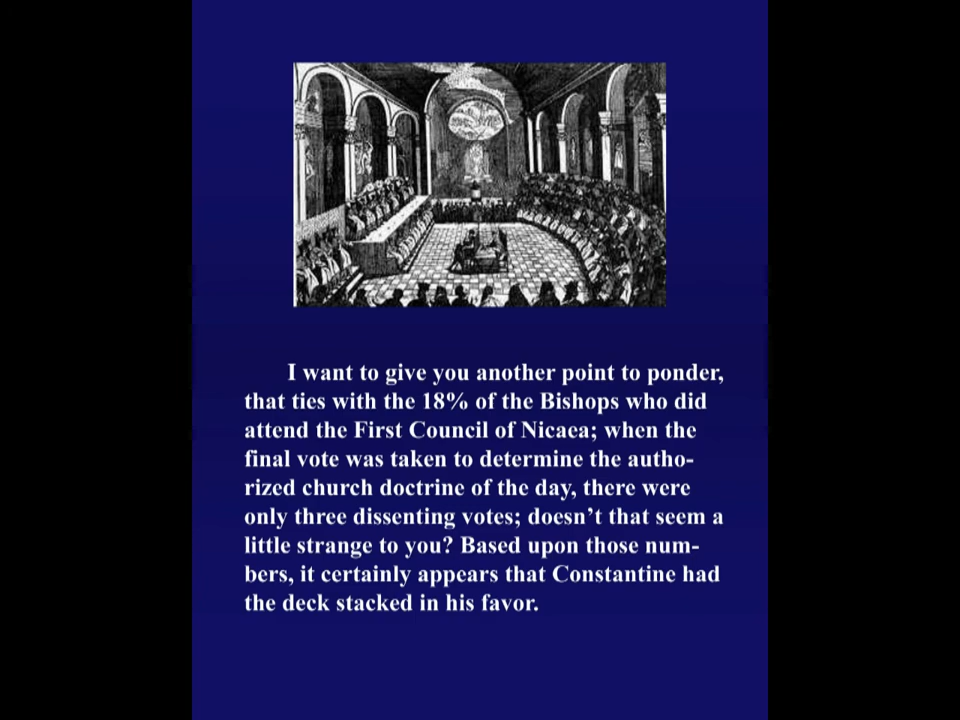 I want to give you another point to ponder,
that ties with the 18% of the Bishops who did
attend the First Council of Nicaea; when the
final vote was taken to determine the autho-
rized church doctrine of the day, there were
only three dissenting votes; doesn’t that seem a
little strange to you? Based upon those num-
bers, it certainly appears that Constantine had
the deck stacked in his favor.